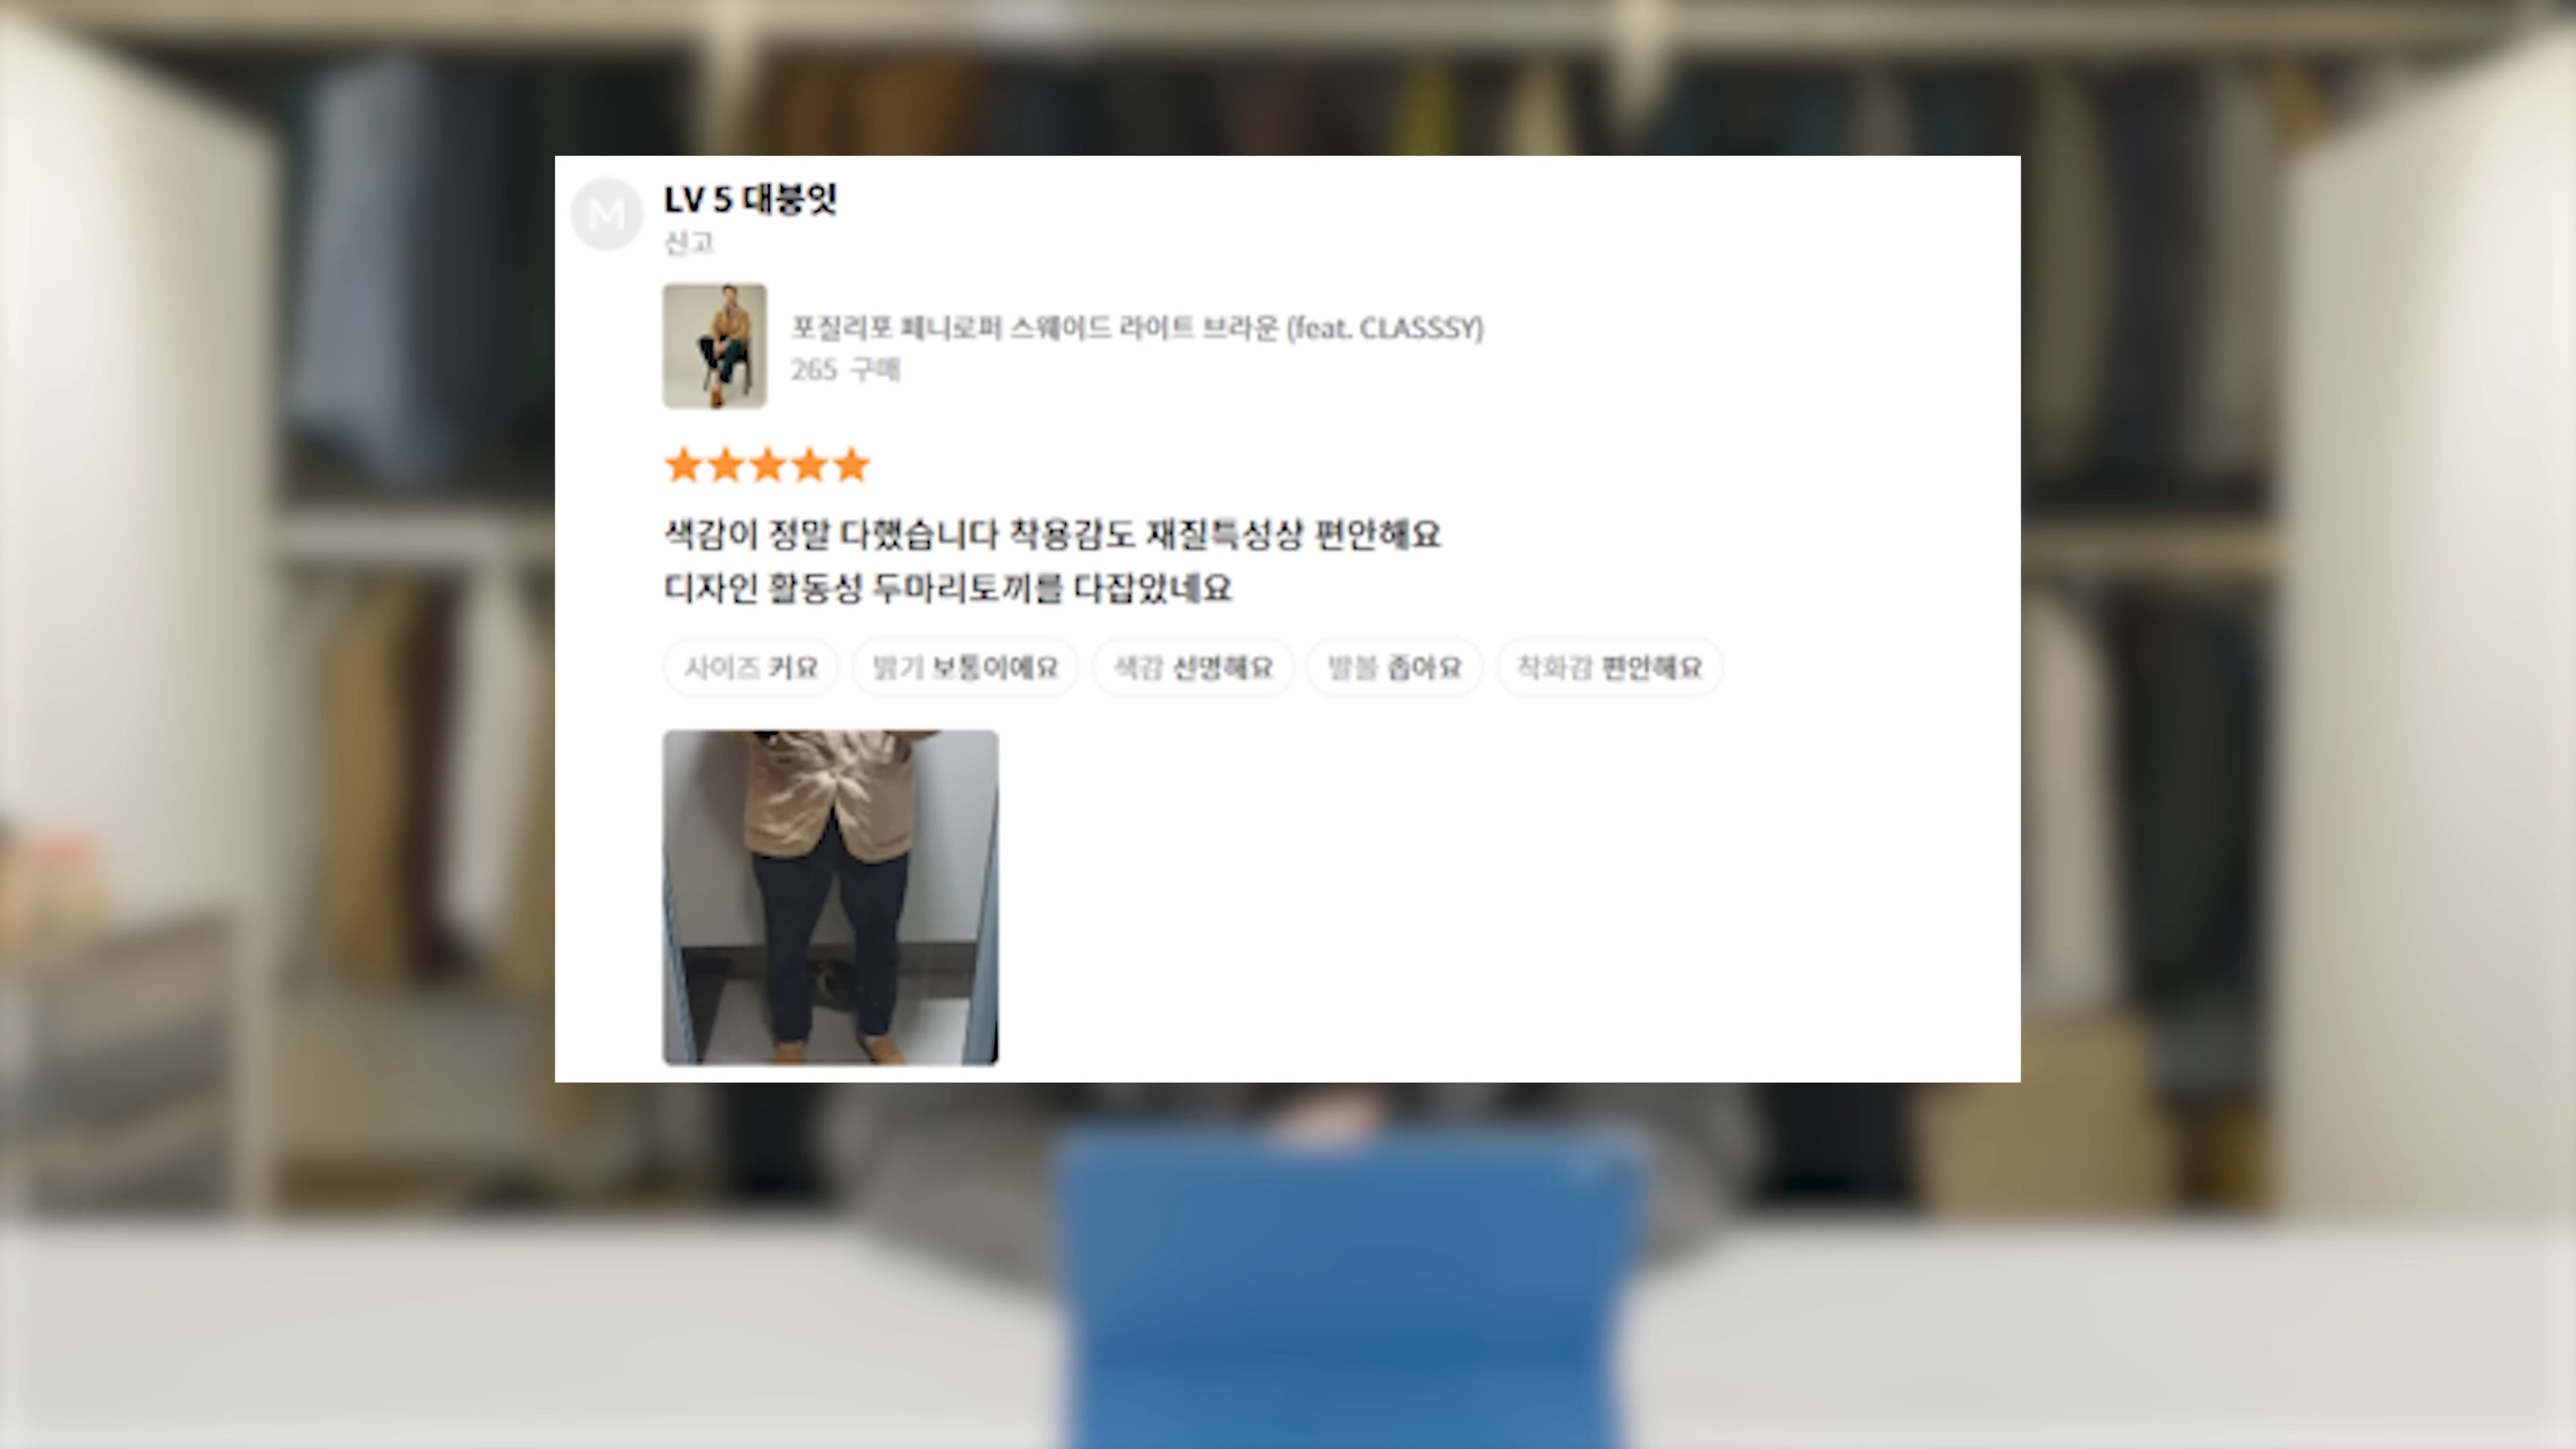 M
LV 5 대붕잇
신고
포질리포 페니로퍼 스웨이드 라이트 브라운 (feat. CLASSSY)
265 구매
색감이 정말 다했습니다 착용감도 재질특성상 편안해요
디자인 활동성 두마리토끼를 다잡았네요
사이즈 커요 밝기 보통이에요 색감 선명해요 발볼 좁아요 착화감 편안해요